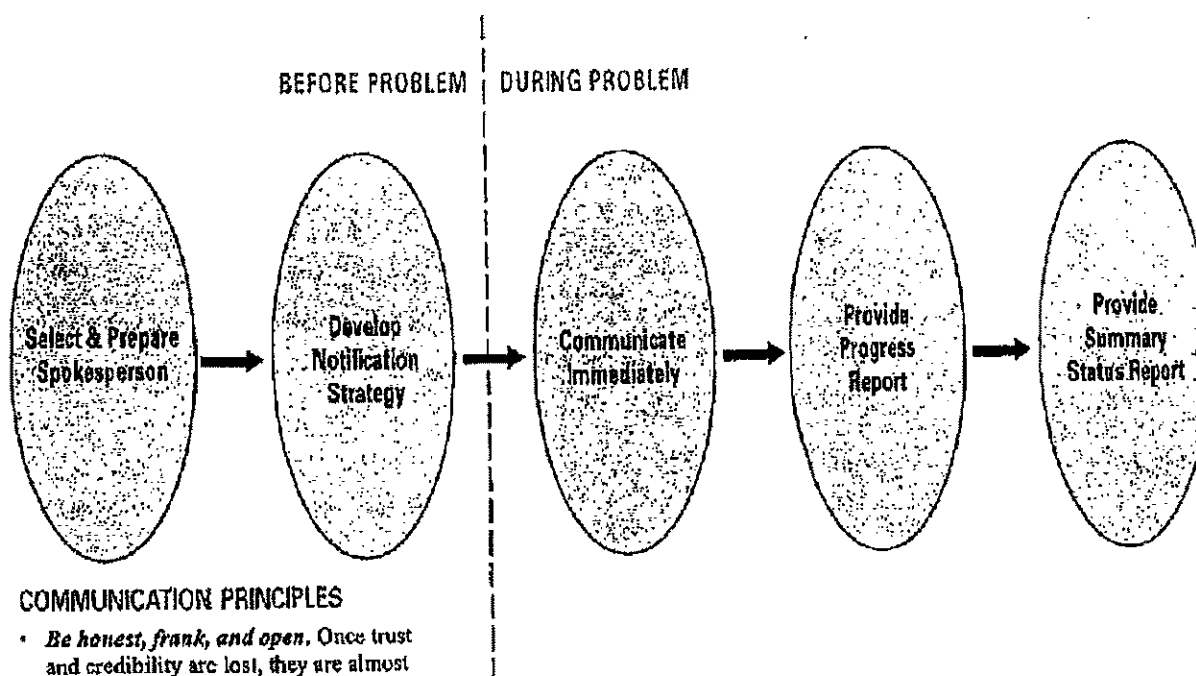 BEFORE PROBLEM
DURING PROBLEM
Select & Prepare
Spokesperson
Develop
Notification
Strategy
Communicate
Immediately
Provide
Progress
Report
Provide
Summary
Status Report
COMMUNICATION PRINCIPLES
• Be honest, frank, and open. Once trust
and credibility are lost, they are almost